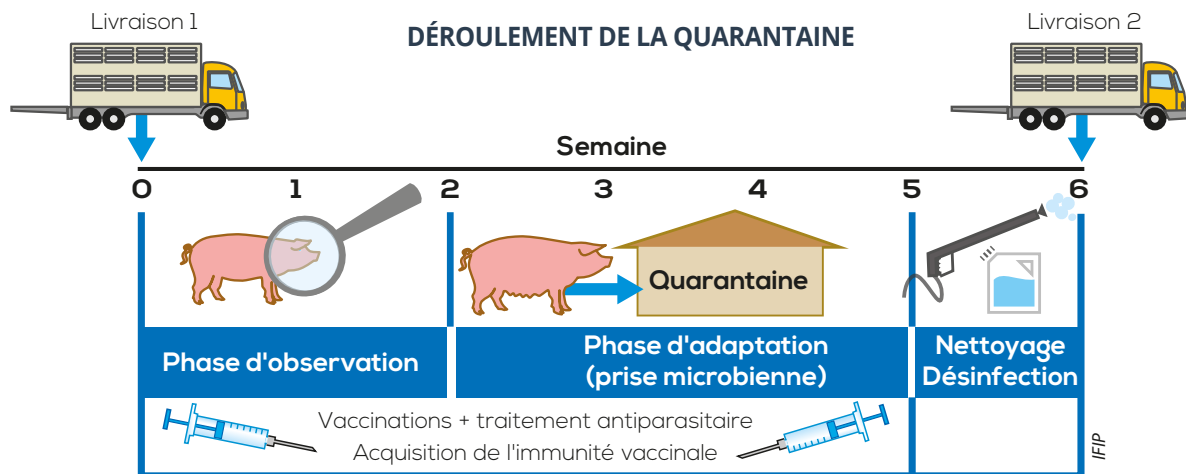 Livraison 1
DÉROULEMENT DE LA QUARANTAINE
Livraison 2
Semaine
0 1 2 3 4 5 6
Quarantaine
Phase d'observation
Phase d'adaptation
(prise microbienne)
Nettoyage
Désinfection
Vaccinations + traitement antiparasitaire
Acquisition de l'immunité vaccinale
IFIP